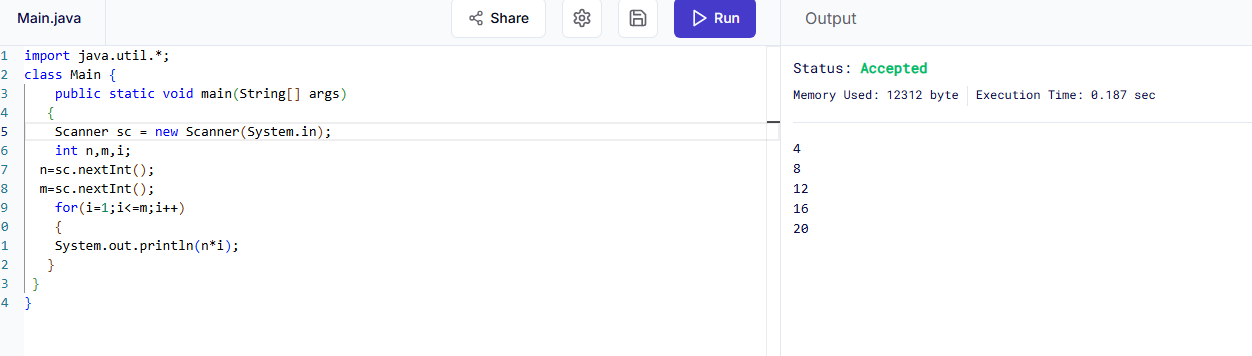 Main.java
Share
Run
Output
1 import java.util.*;
2 class Main {
3 public static void main(String[] args)
4 {
5 Scanner sc = new Scanner(System.in);
6 int n,m,i;
7 n=sc.nextInt();
8 m=sc.nextInt();
9 for(i=1;i<=m;i++)
0 {
1 System.out.println(n*i);
2 }
3 }
4 }
Status: Accepted
Memory Used: 12312 byte Execution Time: 0.187 sec
4
8
12
16
20